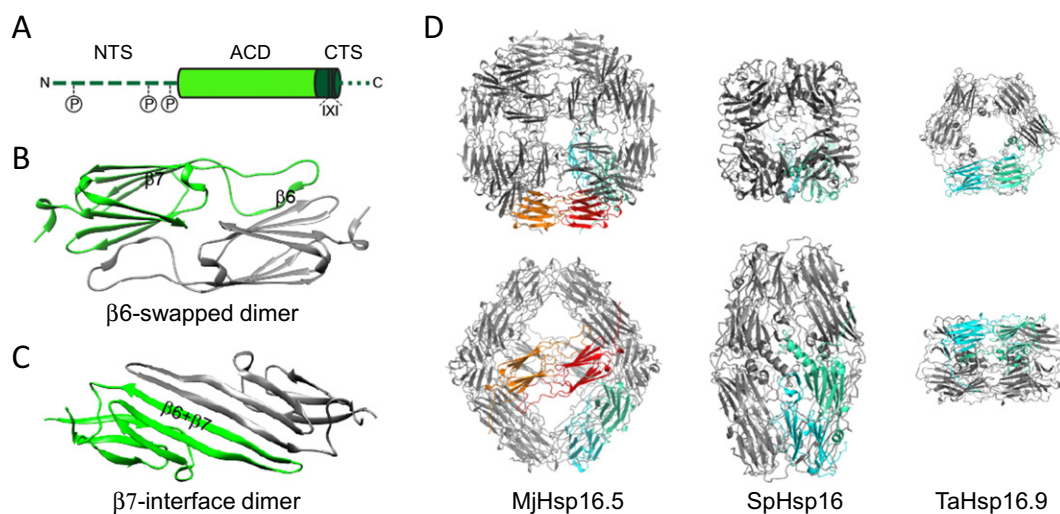 A
NTS ACD CTS
N C
P P P IXI
B
β7 β6
β6-swapped dimer
C
β6+β7
β7-interface dimer
D
MjHsp16.5 SpHsp16 TaHsp16.9